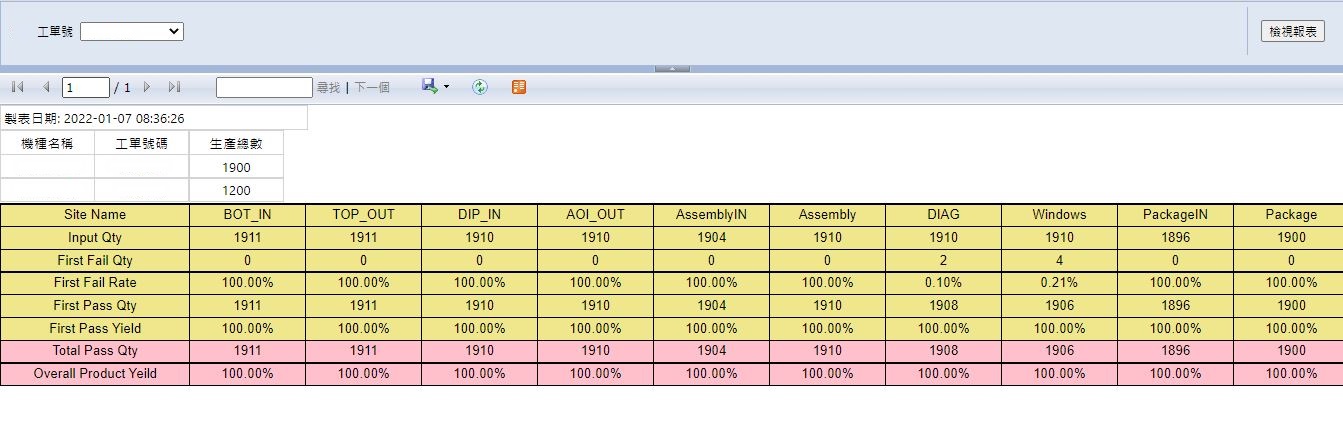 工單號
檢視報表
1 / 1 尋找 | 下一個
製表日期: 2022-01-07 08:36:26
機種名稱 工單號碼 生產總數
1900
1200
Site Name BOT_IN TOP_OUT DIP_IN AOI_OUT AssemblyIN Assembly DIAG Windows PackageIN Package
Input Qty 1911 1911 1910 1910 1904 1910 1910 1910 1896 1900
First Fail Qty 0 0 0 0 0 0 2 4 0 0
First Fail Rate 100.00% 100.00% 100.00% 100.00% 100.00% 100.00% 0.10% 0.21% 100.00% 100.00%
First Pass Qty 1911 1911 1910 1910 1904 1910 1908 1906 1896 1900
First Pass Yield 100.00% 100.00% 100.00% 100.00% 100.00% 100.00% 100.00% 100.00% 100.00% 100.00%
Total Pass Qty 1911 1911 1910 1910 1904 1910 1908 1906 1896 1900
Overall Product Yeild 100.00% 100.00% 100.00% 100.00% 100.00% 100.00% 100.00% 100.00% 100.00% 100.00%